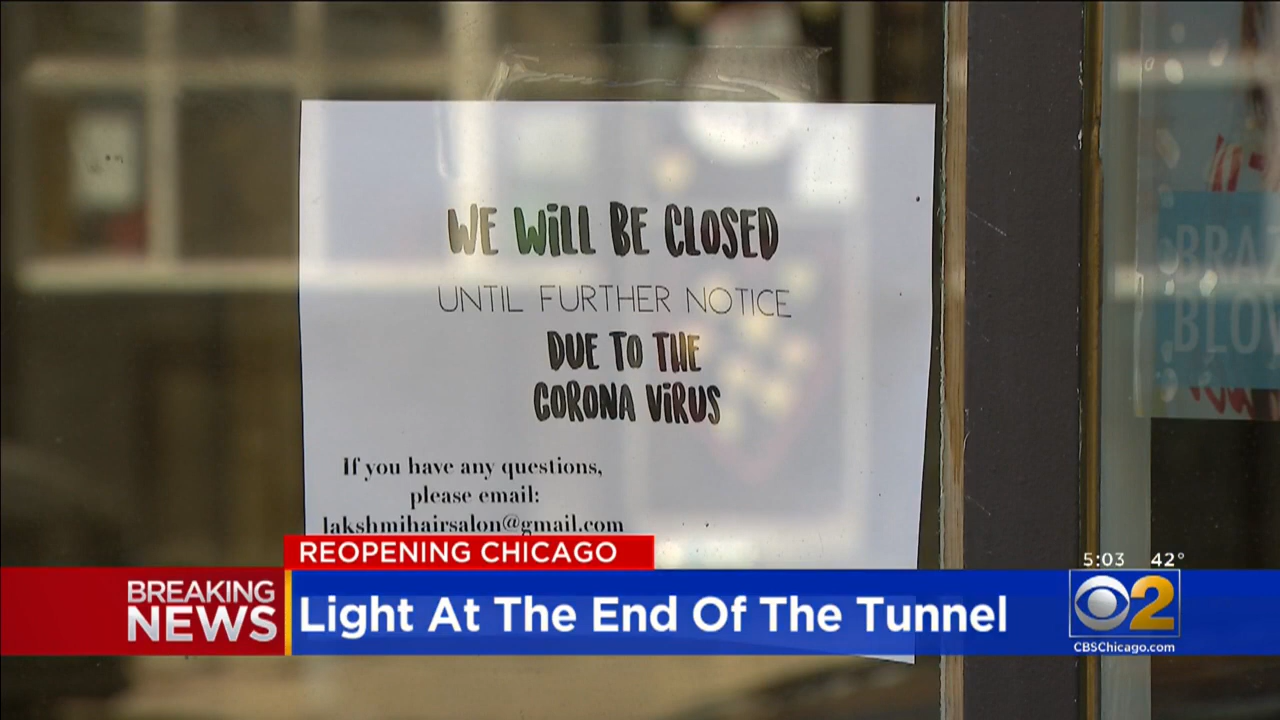 WE WiLL BE CLOSED
UNTIL FURTHER NOTICE
DUE TO THE
CORONA ViRUS
If you have any questions,
please email:
lakshmihairsalon@gmail.com
REOPENING CHICAGO
BREAKING
NEWS
Light At The End Of The Tunnel
5:03 42°
2
CBSChicago.com